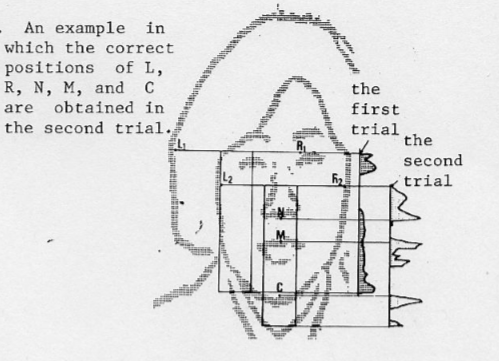 . An example in
which the correct
positions of L,
R, N, M, and C
are obtained in
the second trial.
the
first
trial
the
second
trial
L1
R1
L2
R2
N
M
C